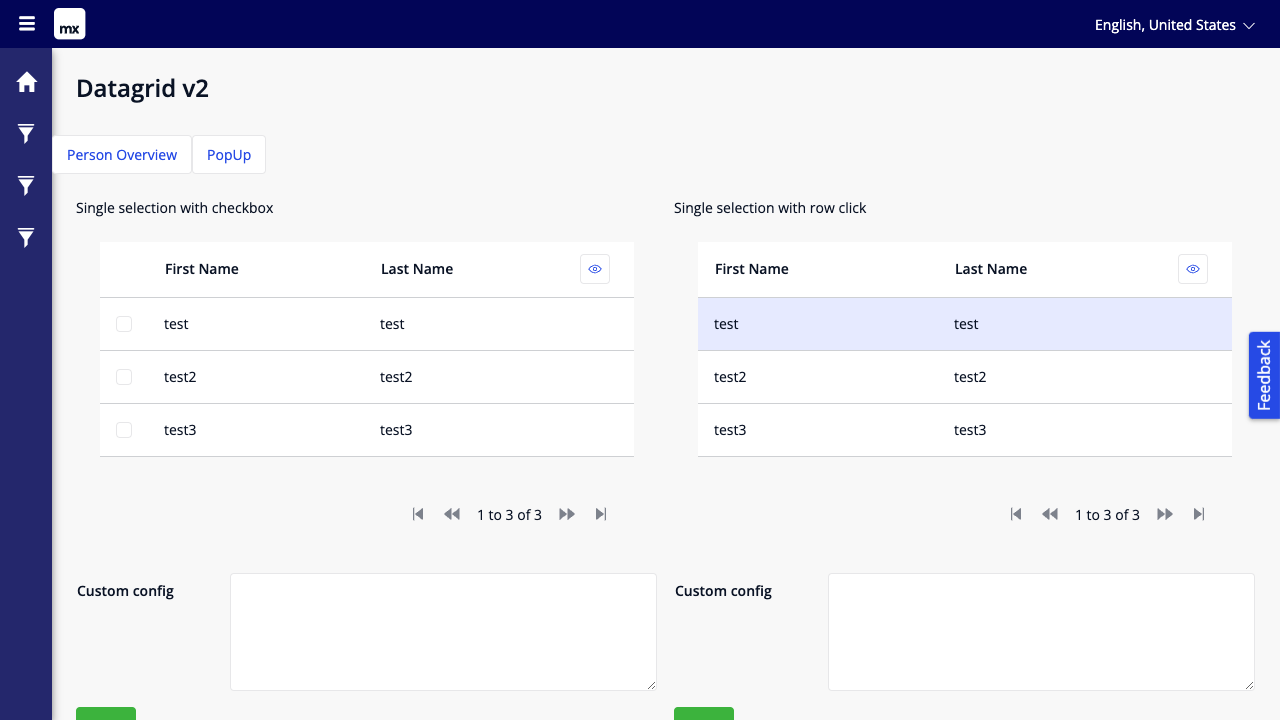 mx
English, United States
Datagrid v2
Person Overview PopUp
Single selection with checkbox
First Name Last Name
test test
test2 test2
test3 test3
1 to 3 of 3
Custom config
Single selection with row click
First Name Last Name
test test
test2 test2
test3 test3
1 to 3 of 3
Custom config
Feedback